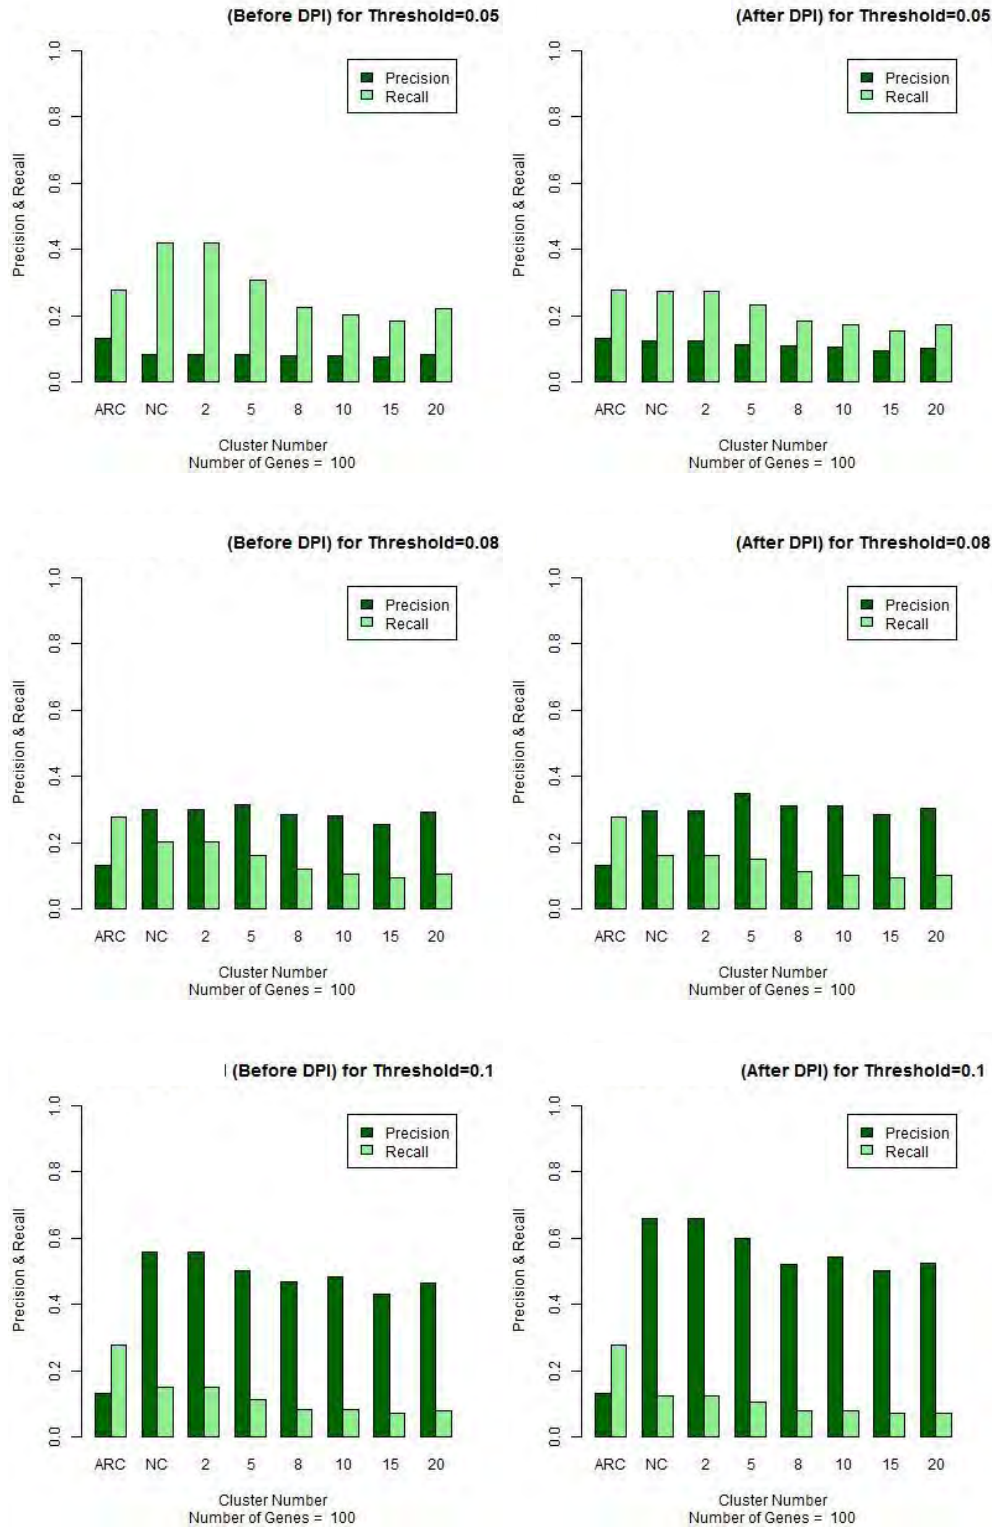 (Before DPI) for Threshold=0.05
Precision
Recall
Precision & Recall
0.0 0.2 0.4 0.6 0.8 1.0
ARC NC 2 5 8 10 15 20
Cluster Number
Number of Genes = 100
(After DPI) for Threshold=0.05
Precision
Recall
Precision & Recall
0.0 0.2 0.4 0.6 0.8 1.0
ARC NC 2 5 8 10 15 20
Cluster Number
Number of Genes = 100
(Before DPI) for Threshold=0.08
Precision
Recall
Precision & Recall
0.0 0.2 0.4 0.6 0.8 1.0
ARC NC 2 5 8 10 15 20
Cluster Number
Number of Genes = 100
(After DPI) for Threshold=0.08
Precision
Recall
Precision & Recall
0.0 0.2 0.4 0.6 0.8 1.0
ARC NC 2 5 8 10 15 20
Cluster Number
Number of Genes = 100
(Before DPI) for Threshold=0.1
Precision
Recall
Precision & Recall
0.0 0.2 0.4 0.6 0.8 1.0
ARC NC 2 5 8 10 15 20
Cluster Number
Number of Genes = 100
(After DPI) for Threshold=0.1
Precision
Recall
Precision & Recall
0.0 0.2 0.4 0.6 0.8 1.0
ARC NC 2 5 8 10 15 20
Cluster Number
Number of Genes = 100